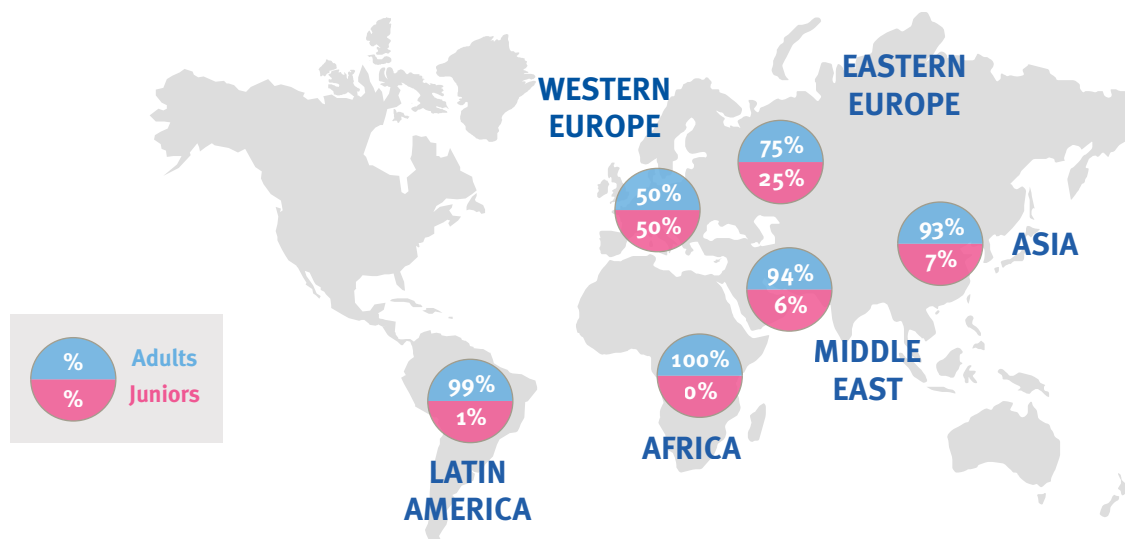 WESTERN
EUROPE
50%
50%
EASTERN
EUROPE
75%
25%
93%
7%
ASIA
94%
6%
MIDDLE
EAST
100%
0%
AFRICA
99%
1%
LATIN
AMERICA
% Adults
% Juniors